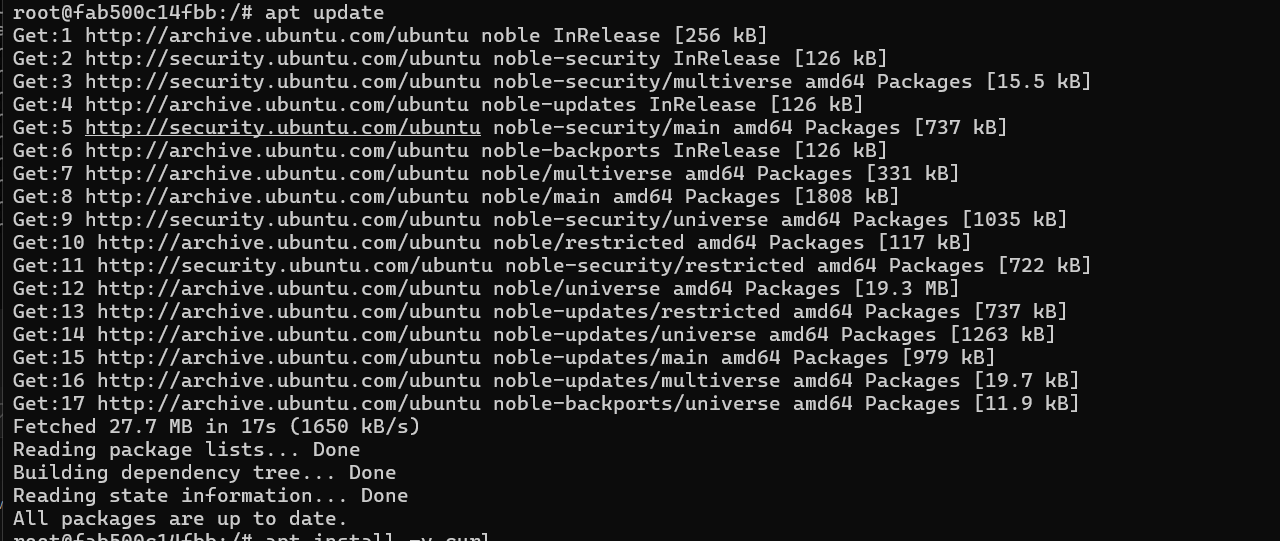 root@fab500c14fbb:/# apt update
Get:1 http://archive.ubuntu.com/ubuntu noble InRelease [256 kB]
Get:2 http://security.ubuntu.com/ubuntu noble-security InRelease [126 kB]
Get:3 http://security.ubuntu.com/ubuntu noble-security/multiverse amd64 Packages [15.5 kB]
Get:4 http://archive.ubuntu.com/ubuntu noble-updates InRelease [126 kB]
Get:5 http://security.ubuntu.com/ubuntu noble-security/main amd64 Packages [737 kB]
Get:6 http://archive.ubuntu.com/ubuntu noble-backports InRelease [126 kB]
Get:7 http://archive.ubuntu.com/ubuntu noble/multiverse amd64 Packages [331 kB]
Get:8 http://archive.ubuntu.com/ubuntu noble/main amd64 Packages [1808 kB]
Get:9 http://security.ubuntu.com/ubuntu noble-security/universe amd64 Packages [1035 kB]
Get:10 http://archive.ubuntu.com/ubuntu noble/restricted amd64 Packages [117 kB]
Get:11 http://security.ubuntu.com/ubuntu noble-security/restricted amd64 Packages [722 kB]
Get:12 http://archive.ubuntu.com/ubuntu noble/universe amd64 Packages [19.3 MB]
Get:13 http://archive.ubuntu.com/ubuntu noble-updates/restricted amd64 Packages [737 kB]
Get:14 http://archive.ubuntu.com/ubuntu noble-updates/universe amd64 Packages [1263 kB]
Get:15 http://archive.ubuntu.com/ubuntu noble-updates/main amd64 Packages [979 kB]
Get:16 http://archive.ubuntu.com/ubuntu noble-updates/multiverse amd64 Packages [19.7 kB]
Get:17 http://archive.ubuntu.com/ubuntu noble-backports/universe amd64 Packages [11.9 kB]
Fetched 27.7 MB in 17s (1650 kB/s)
Reading package lists... Done
Building dependency tree... Done
Reading state information... Done
All packages are up to date.
root@fab500c14fbb:/# apt install -y curl